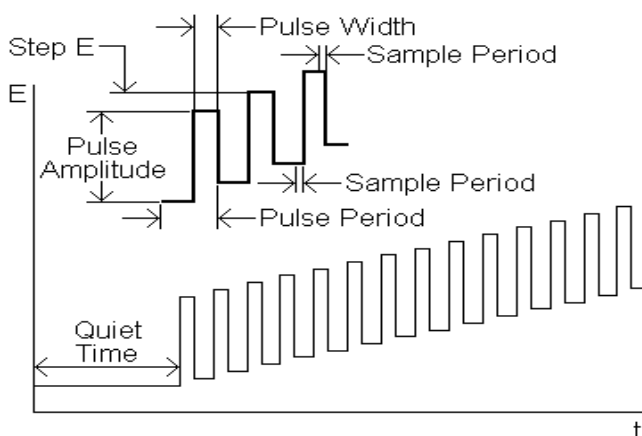 Pulse Width
Step E
Sample Period
E
Pulse
Amplitude
Sample Period
Pulse Period
Quiet
Time
t